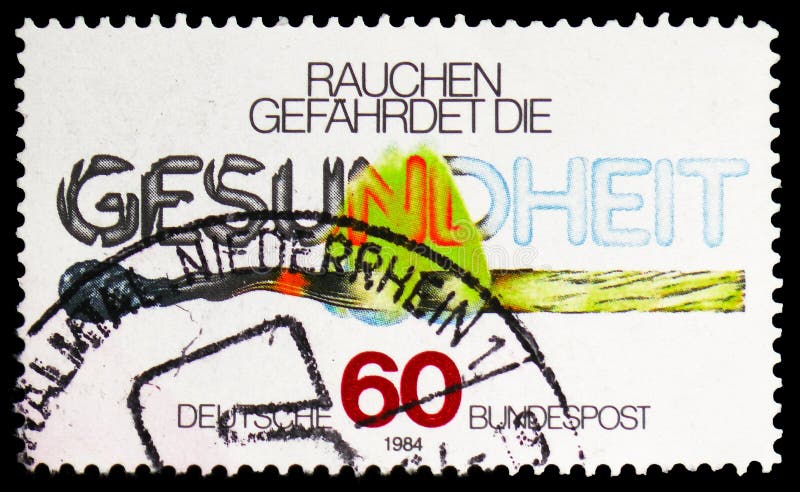 RAUCHEN
GEFÄHRDET DIE
GESUNDHEIT
NIEDERRHEIN 1
60
DEUTSCHE BUNDESPOST
1984